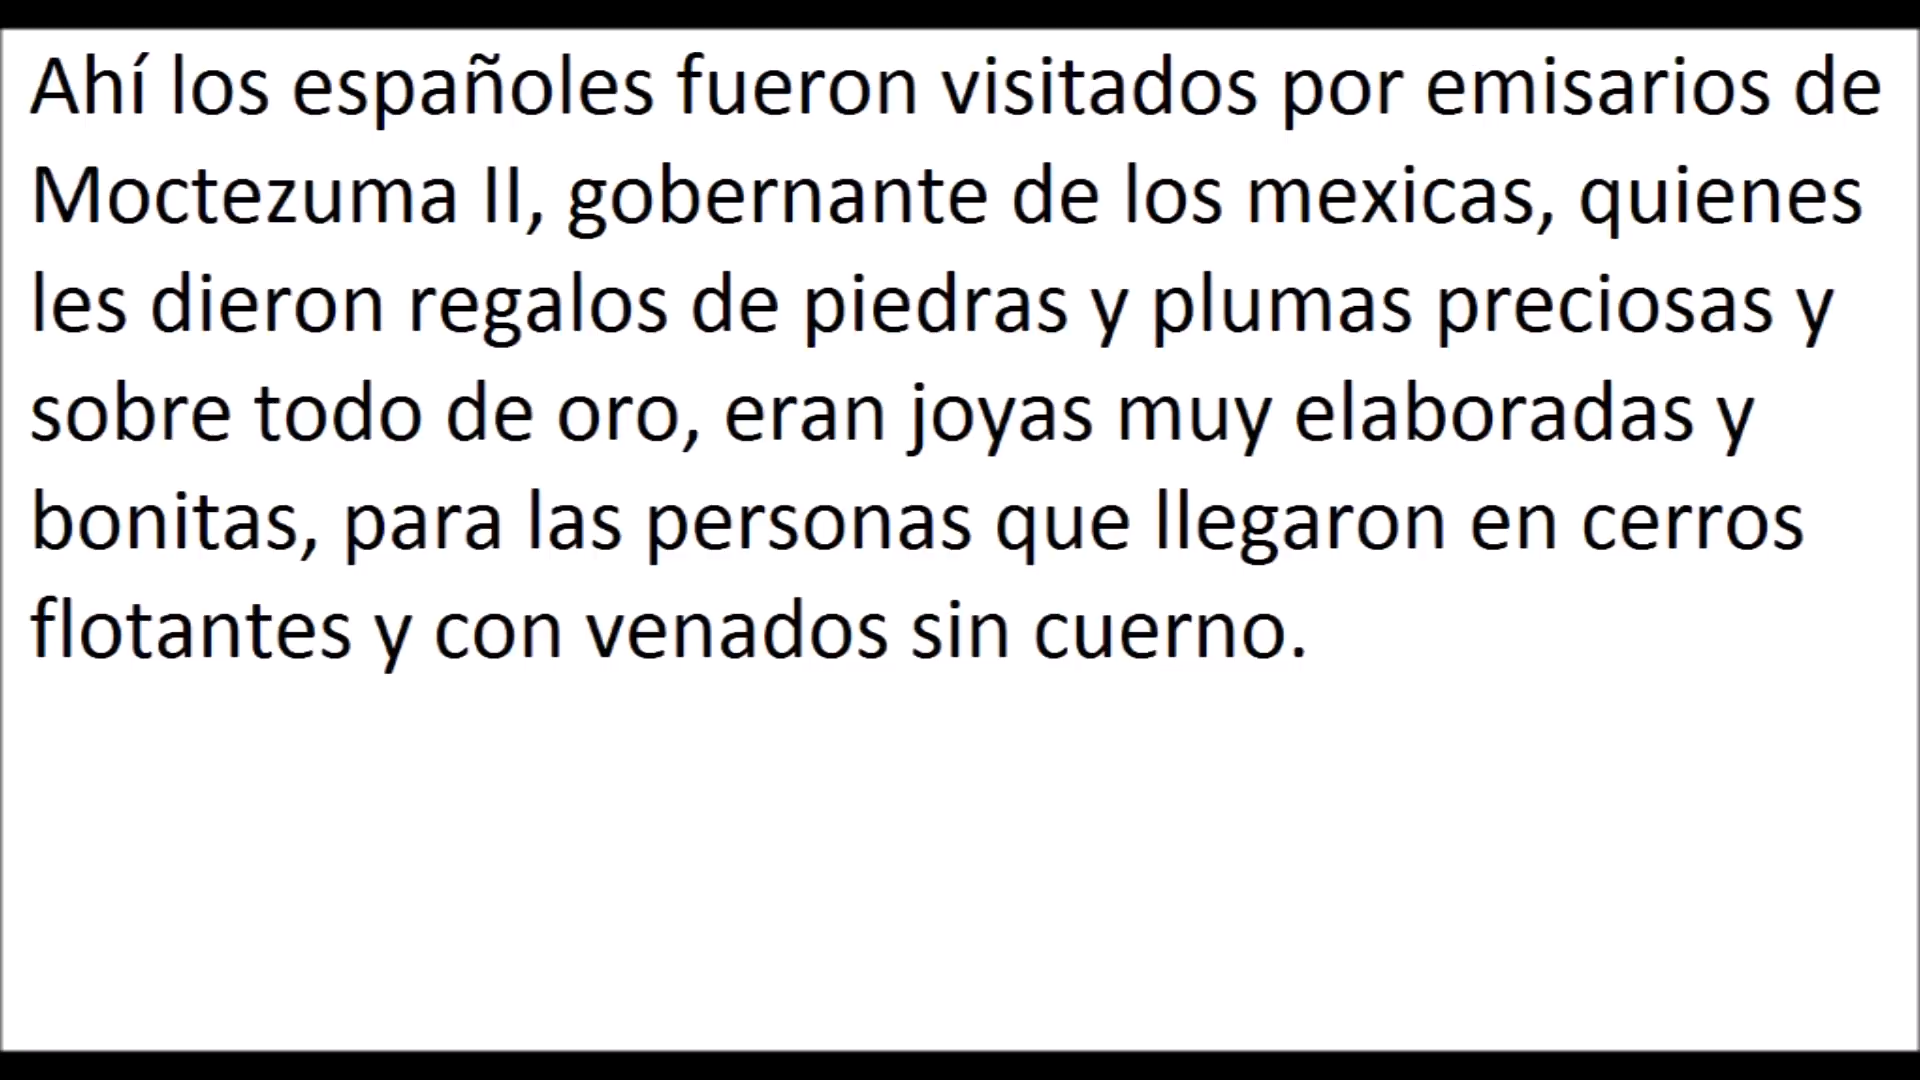 Ahí los españoles fueron visitados por emisarios de
Moctezuma II, gobernante de los mexicas, quienes
les dieron regalos de piedras y plumas preciosas y
sobre todo de oro, eran joyas muy elaboradas y
bonitas, para las personas que llegaron en cerros
flotantes y con venados sin cuerno.